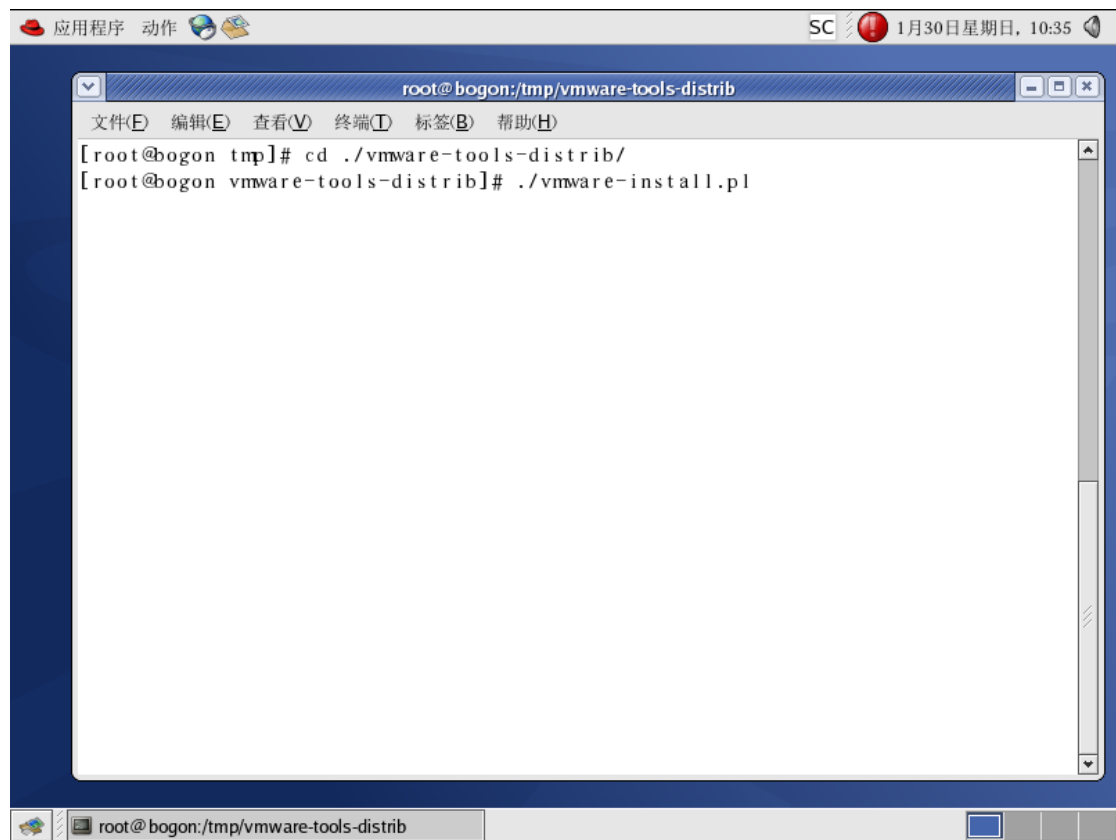 应用程序 动作 SC 1月30日星期日, 10:35
root@bogon:/tmp/vmware-tools-distrib
文件(F) 编辑(E) 查看(V) 终端(T) 标签(B) 帮助(H)
[root@bogon tmp]# cd ./vmware-tools-distrib/
[root@bogon vmware-tools-distrib]# ./vmware-install.pl
root@bogon:/tmp/vmware-tools-distrib